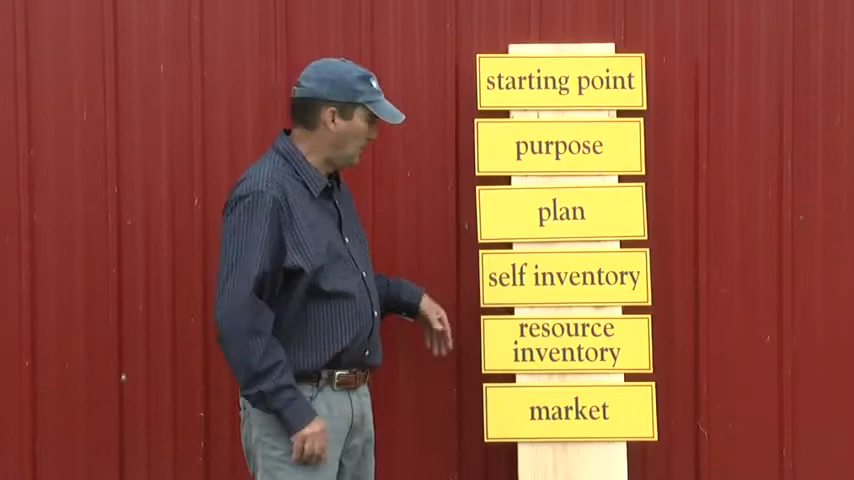 starting point
purpose
plan
self inventory
resource
inventory
market